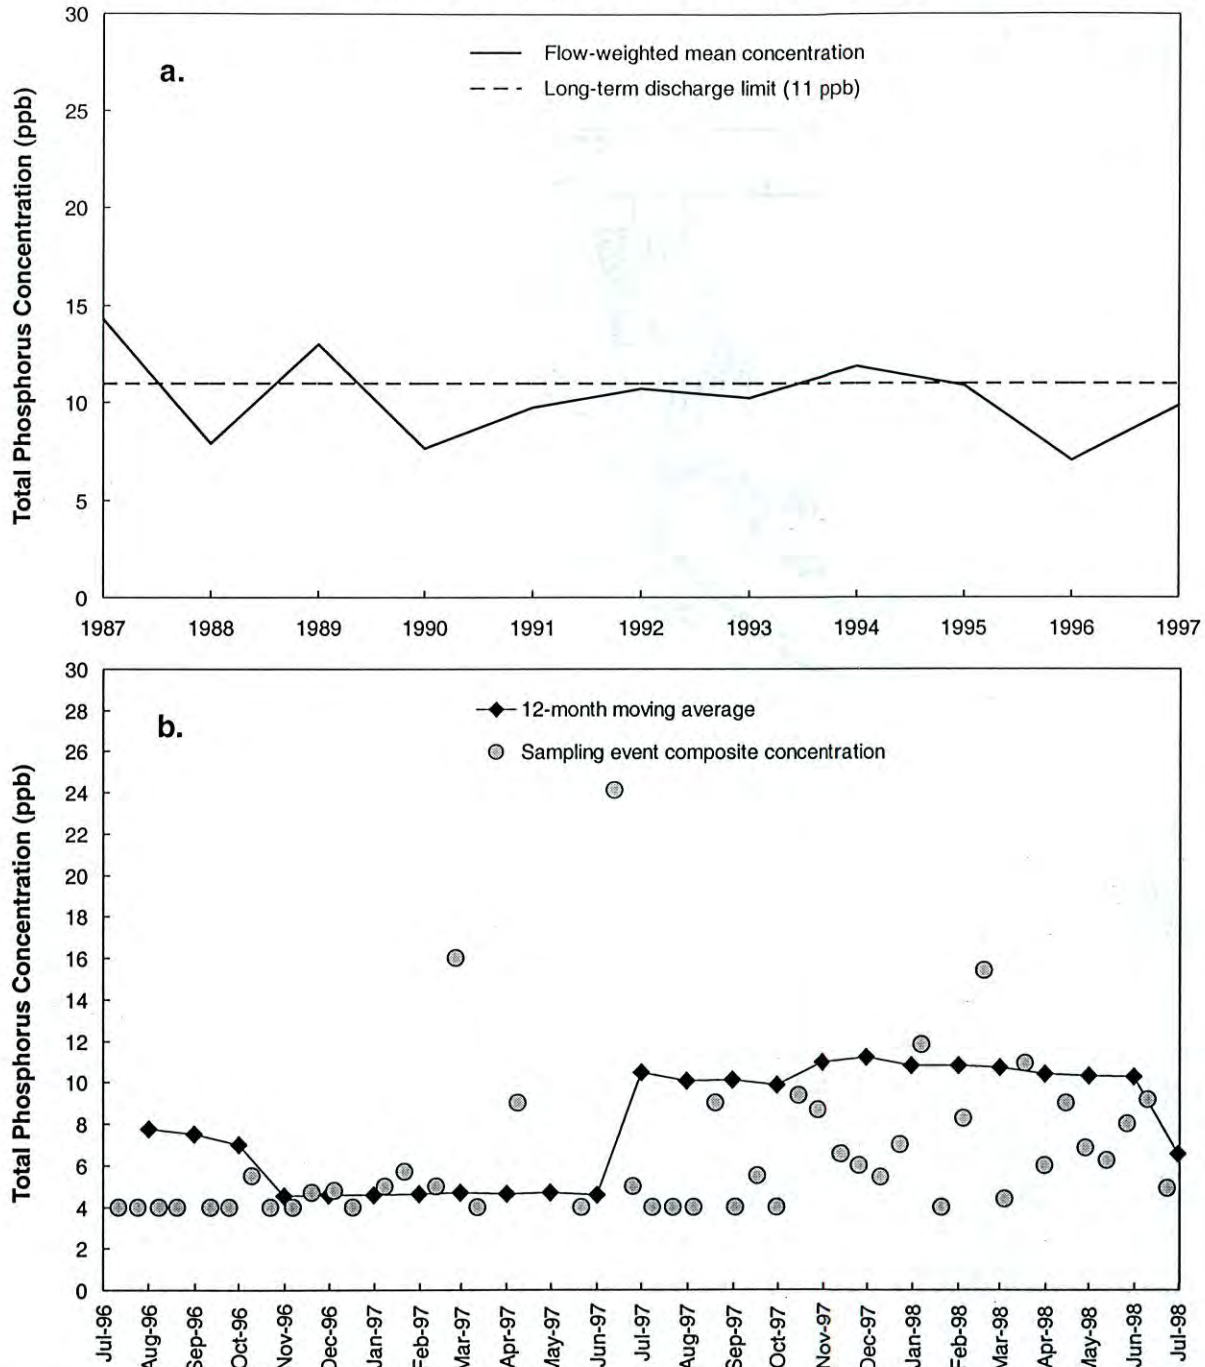 30
25
20
15
10
5
0
Total Phosphorus Concentration (ppb)
a.
Flow-weighted mean concentration
Long-term discharge limit (11 ppb)
1987 1988 1989 1990 1991 1992 1993 1994 1995 1996 1997
30
28
26
24
22
20
18
16
14
12
10
8
6
4
2
0
Total Phosphorus Concentration (ppb)
b.
12-month moving average
Sampling event composite concentration
Jul-96
Aug-96
Sep-96
Oct-96
Nov-96
Dec-96
Jan-97
Feb-97
Mar-97
Apr-97
May-97
Jun-97
Jul-97
Aug-97
Sep-97
Oct-97
Nov-97
Dec-97
Jan-98
Feb-98
Mar-98
Apr-98
May-98
Jun-98
Jul-98